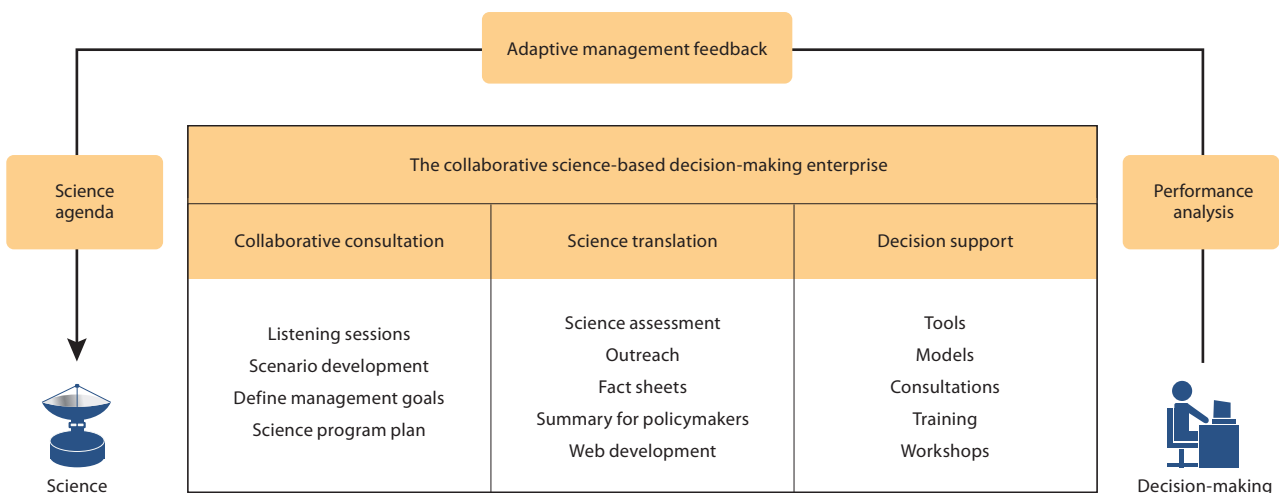 Adaptive management feedback
Science
agenda
The collaborative science-based decision-making enterprise
Performance
analysis
Collaborative consultation
Science translation
Decision support
Listening sessions
Scenario development
Define management goals
Science program plan
Science assessment
Outreach
Fact sheets
Summary for policymakers
Web development
Tools
Models
Consultations
Training
Workshops
Science
Decision-making